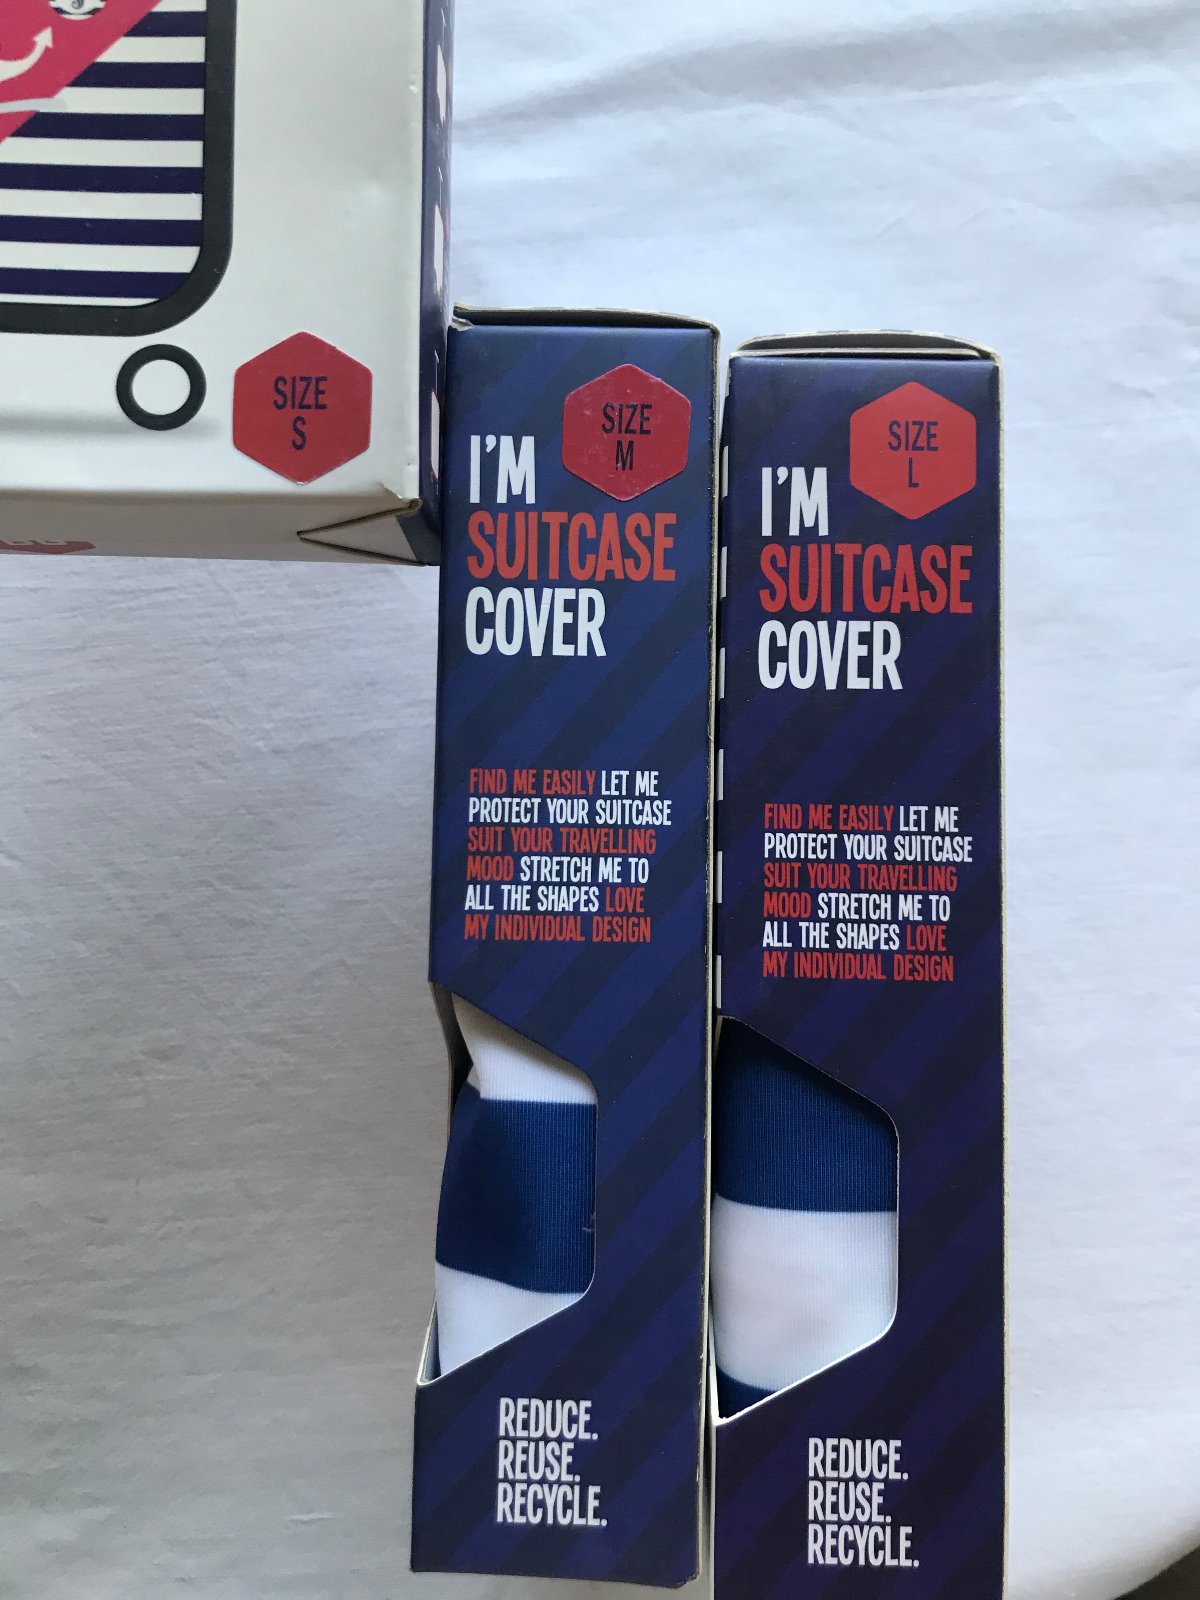 SIZE
S
SIZE
M
I'M
SUITCASE
COVER
FIND ME EASILY LET ME
PROTECT YOUR SUITCASE
SUIT YOUR TRAVELLING
MOOD STRETCH ME TO
ALL THE SHAPES LOVE
MY INDIVIDUAL DESIGN
REDUCE.
REUSE.
RECYCLE.
SIZE
L
I'M
SUITCASE
COVER
FIND ME EASILY LET ME
PROTECT YOUR SUITCASE
SUIT YOUR TRAVELLING
MOOD STRETCH ME TO
ALL THE SHAPES LOVE
MY INDIVIDUAL DESIGN
REDUCE.
REUSE.
RECYCLE.